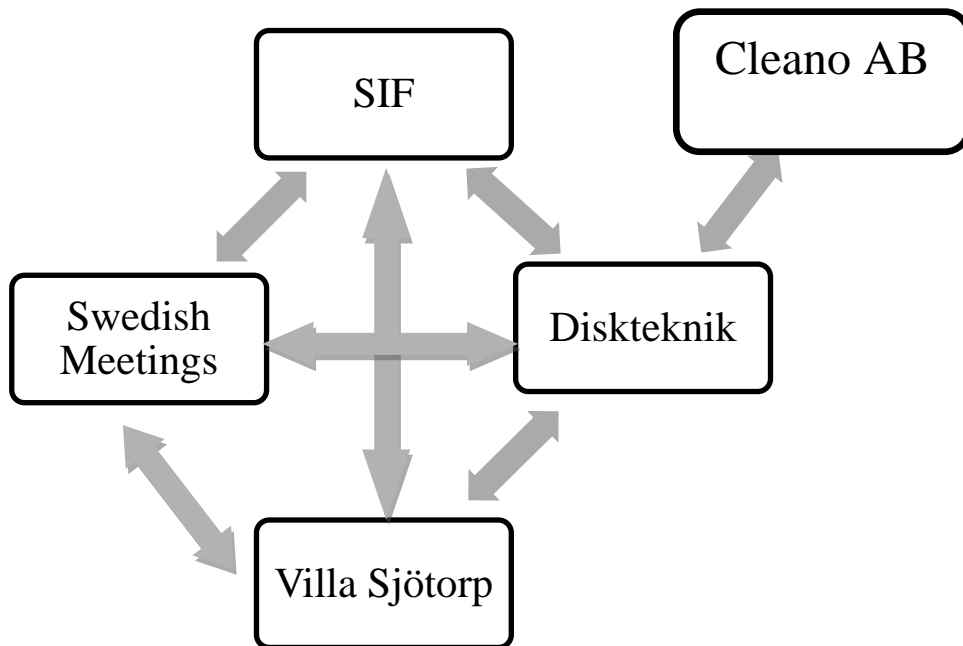 SIF
Cleano AB
Swedish
Meetings
Diskteknik
Villa Sjötorp